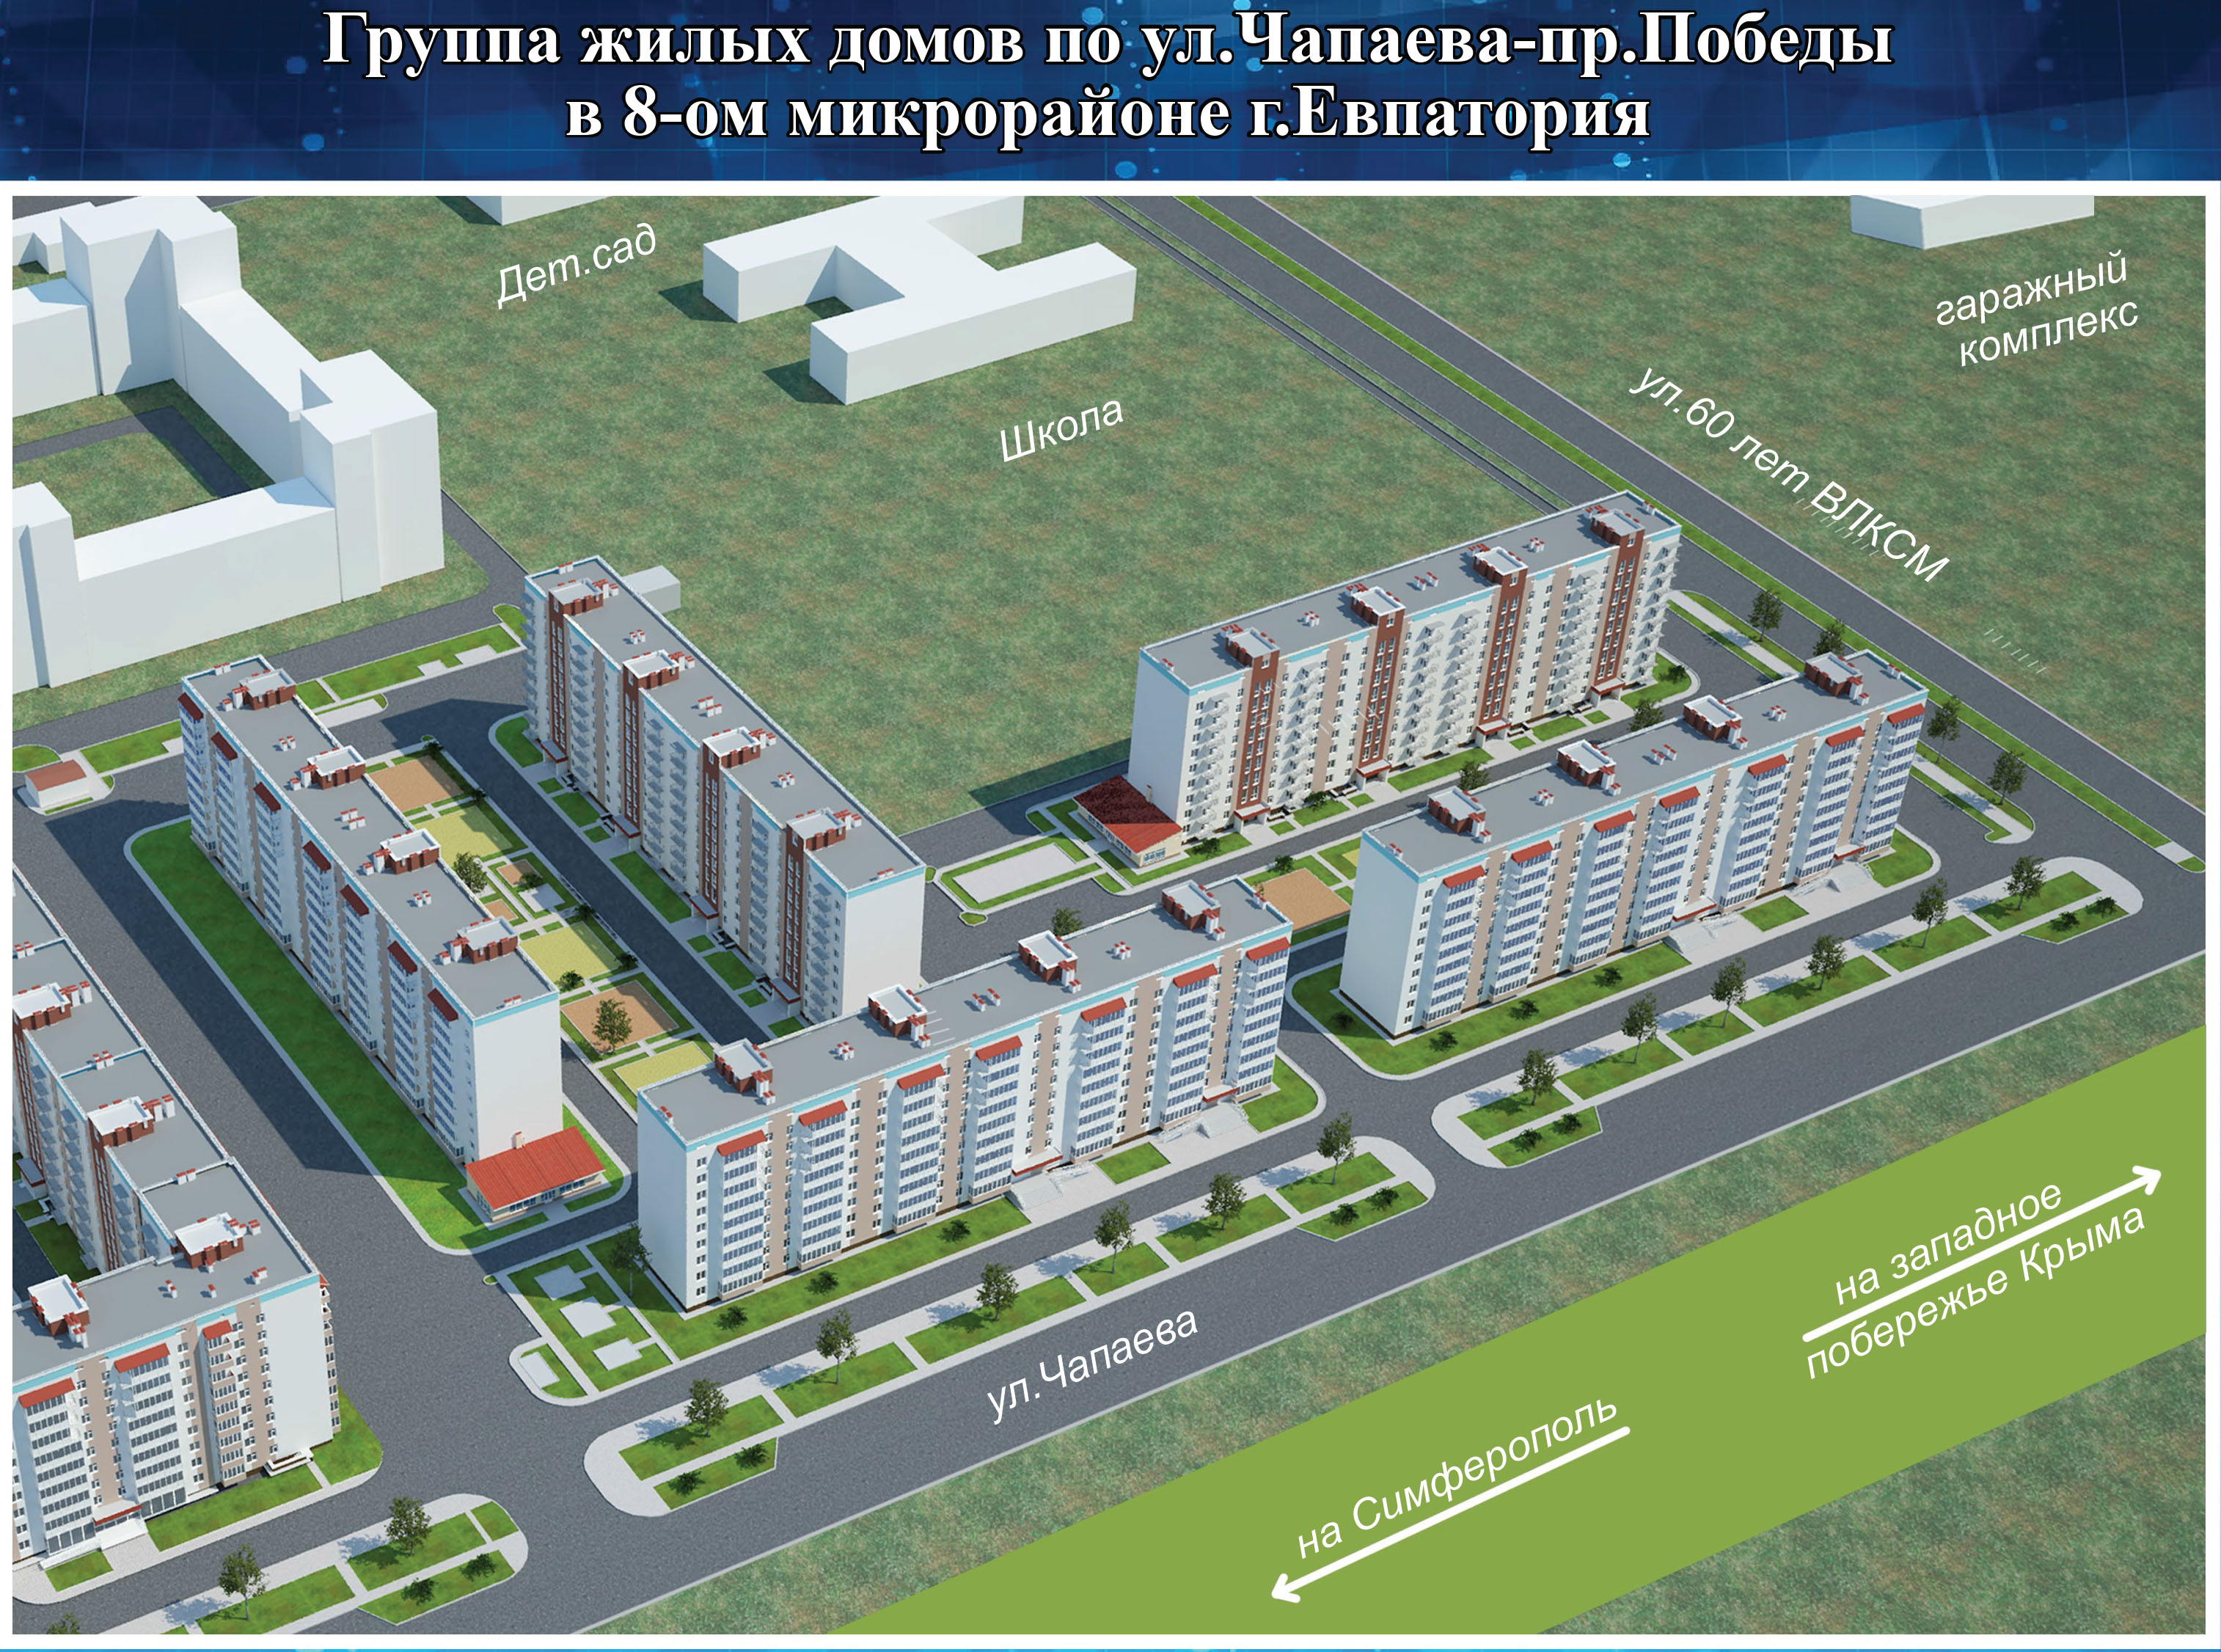 Группа жилых домов по ул.Чапаева-пр.Победы
в 8-ом микрорайоне г.Евпатория
Дет.сад
гаражный
комплекс
Школа
ул.60 лет ВЛКСМ
на западное
побережье Крыма
ул.Чапаева
на Симферополь